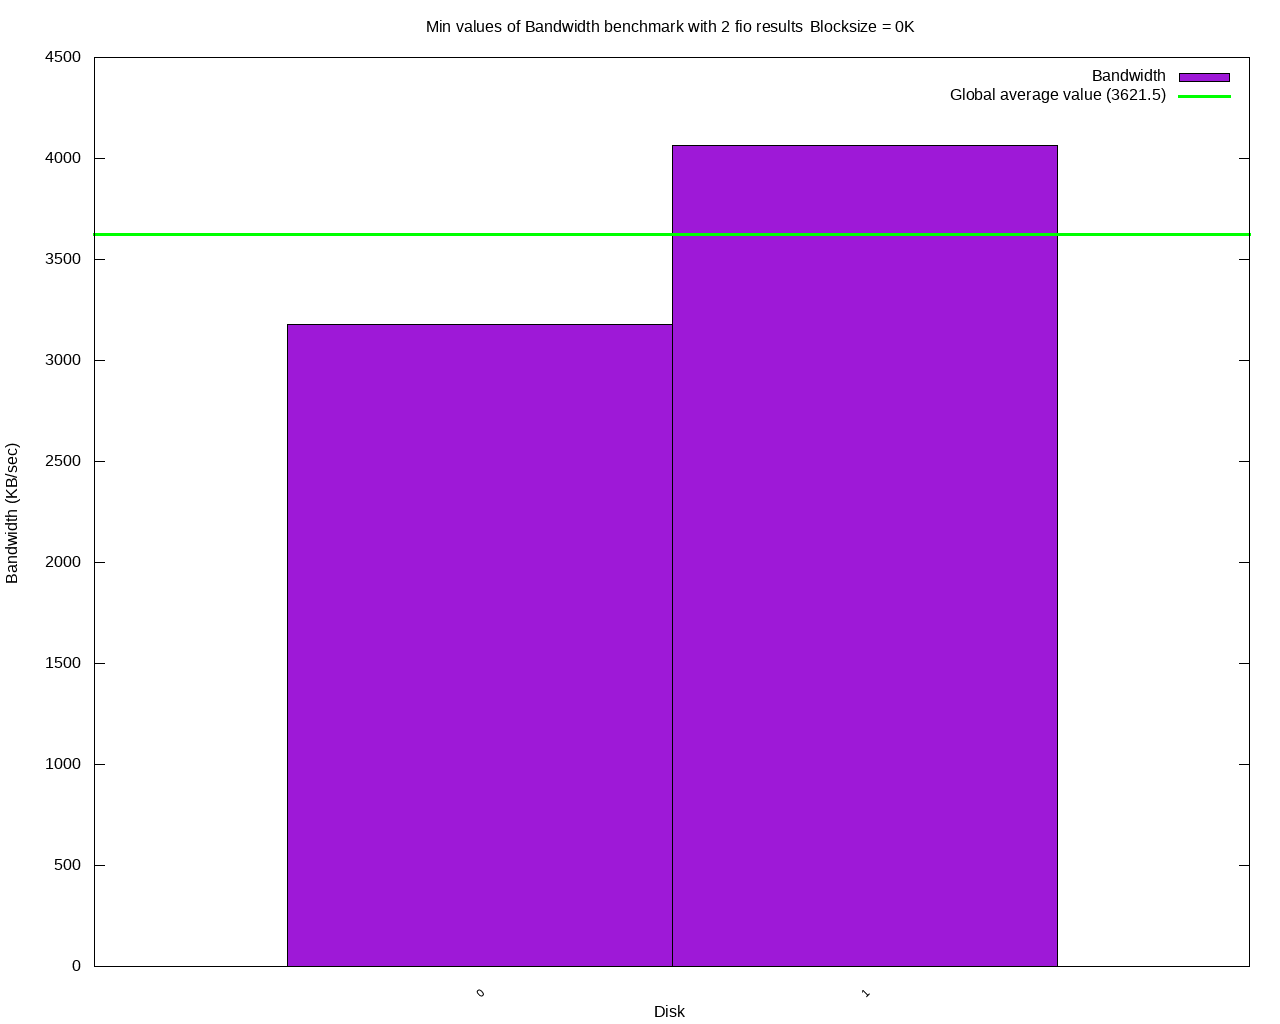 Min values of Bandwidth benchmark with 2 fio results Blocksize = 0K
Bandwidth
Global average value (3621.5)
4500
4000
3500
3000
2500
2000
1500
1000
500
0
Bandwidth (KB/sec)
0
1
Disk